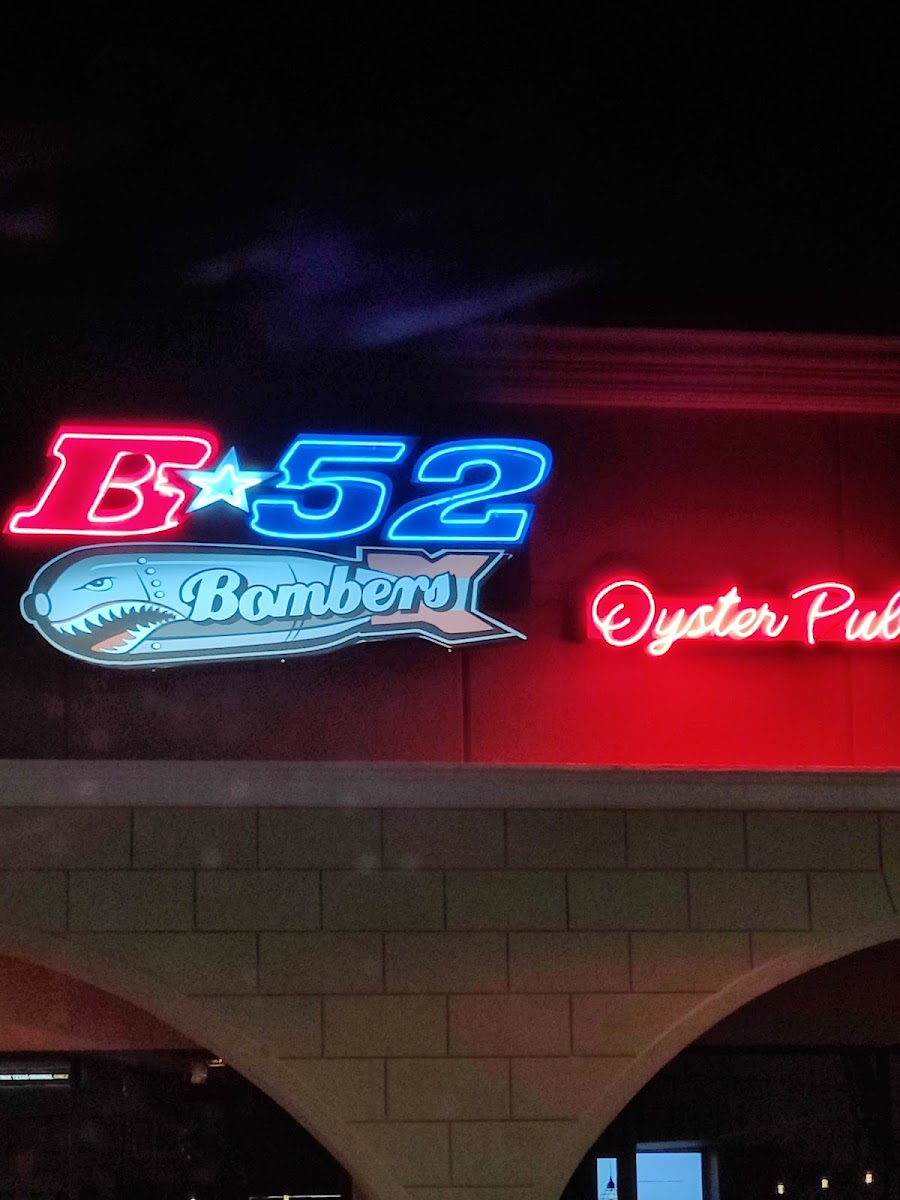 B★52
Bombers
Oyster Pub